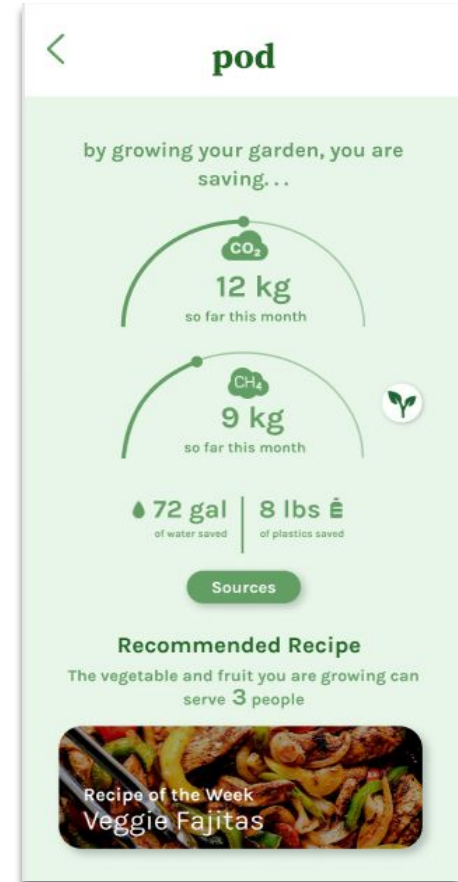 pod
by growing your garden, you are
saving...
CO₂
12 kg
so far this month
CH₄
9 kg
so far this month
72 gal
of water saved
8 lbs
of plastics saved
Sources
Recommended Recipe
The vegetable and fruit you are growing can
serve 3 people
Recipe of the Week
Veggie Fajitas